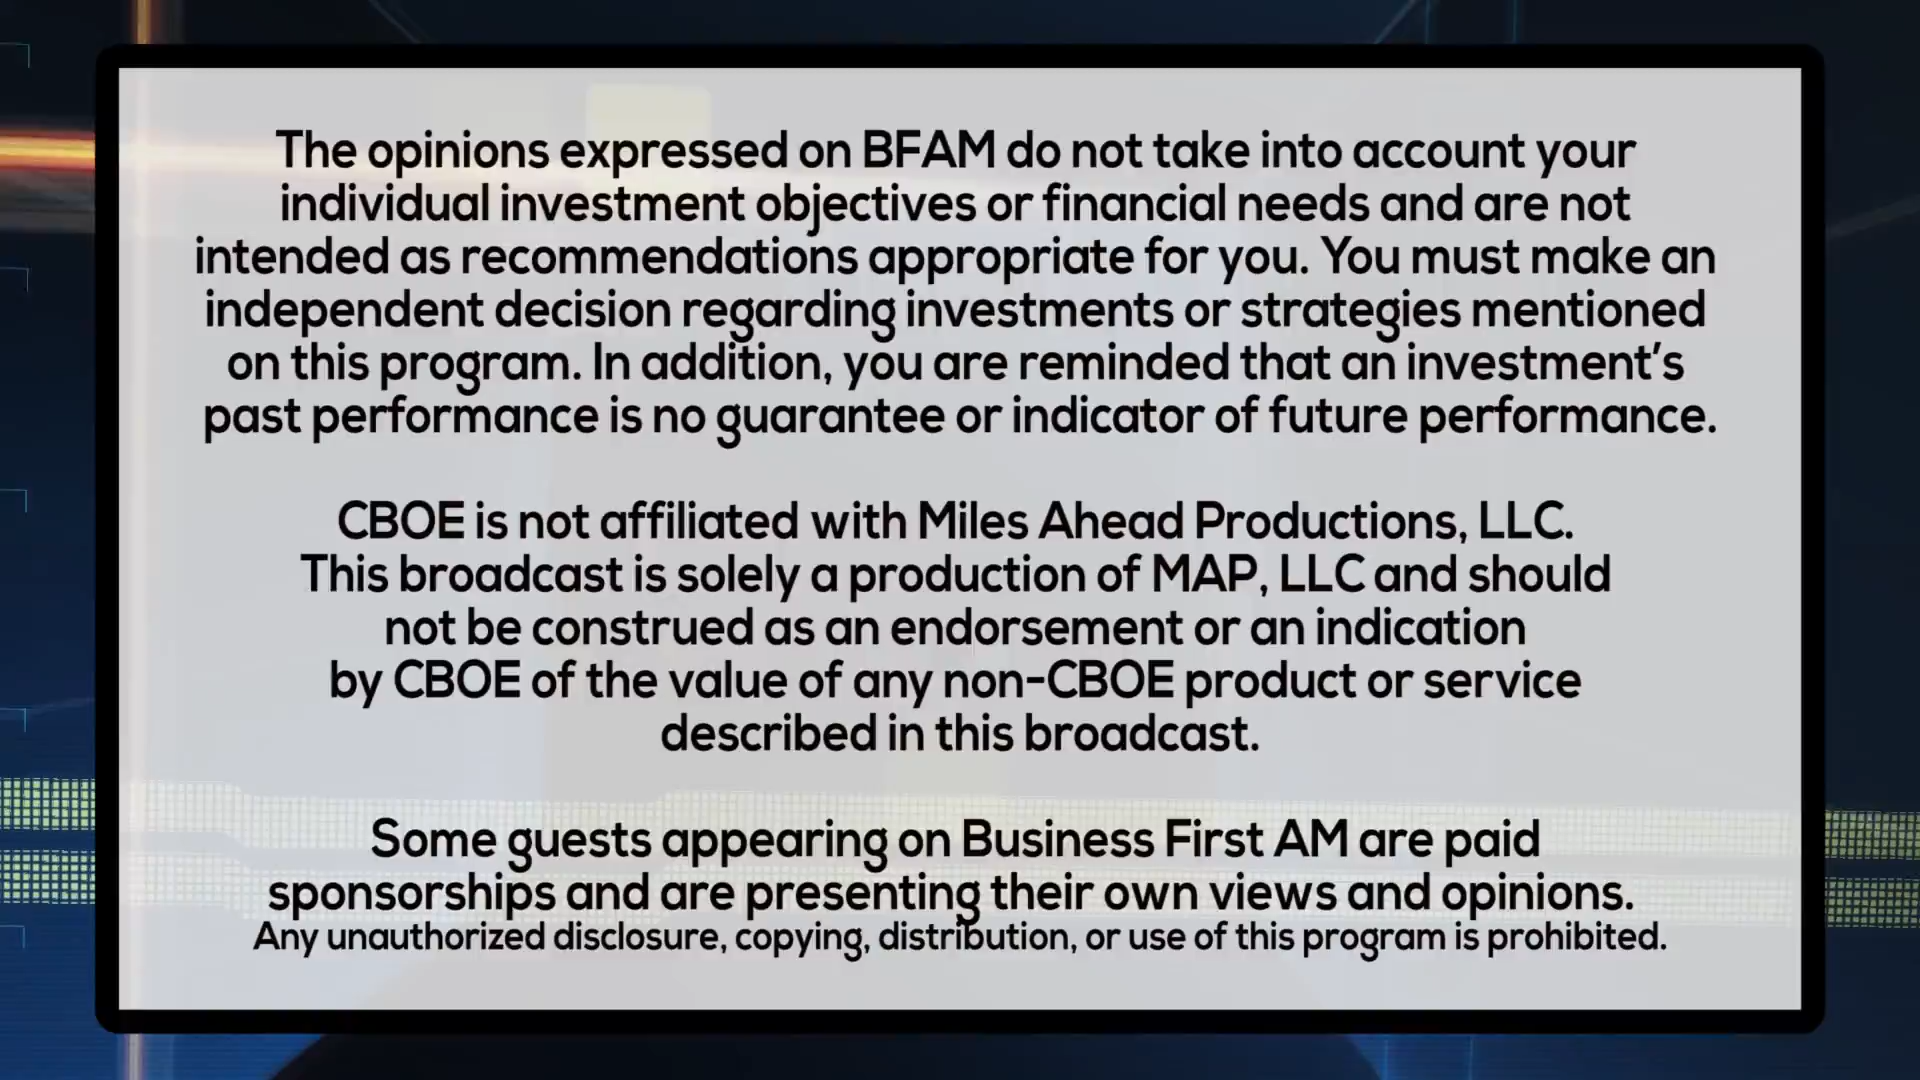 The opinions expressed on BFAM do not take into account your
individual investment objectives or financial needs and are not
intended as recommendations appropriate for you. You must make an
independent decision regarding investments or strategies mentioned
on this program. In addition, you are reminded that an investment’s
past performance is no guarantee or indicator of future performance.
CBOE is not affiliated with Miles Ahead Productions, LLC.
This broadcast is solely a production of MAP, LLC and should
not be construed as an endorsement or an indication
by CBOE of the value of any non-CBOE product or service
described in this broadcast.
Some guests appearing on Business First AM are paid
sponsorships and are presenting their own views and opinions.
Any unauthorized disclosure, copying, distribution, or use of this program is prohibited.